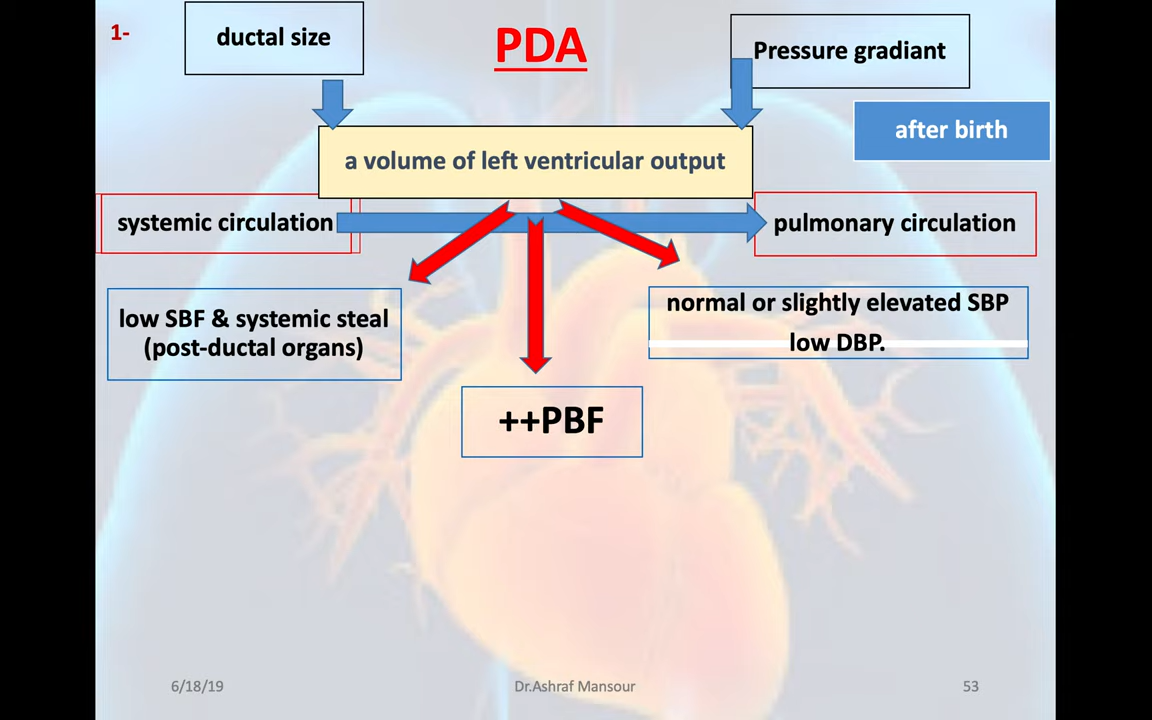 1-
ductal size
PDA
Pressure gradiant
after birth
a volume of left ventricular output
systemic circulation
pulmonary circulation
low SBF & systemic steal
(post-ductal organs)
normal or slightly elevated SBP
low DBP.
++PBF
6/18/19
Dr.Ashraf Mansour
53